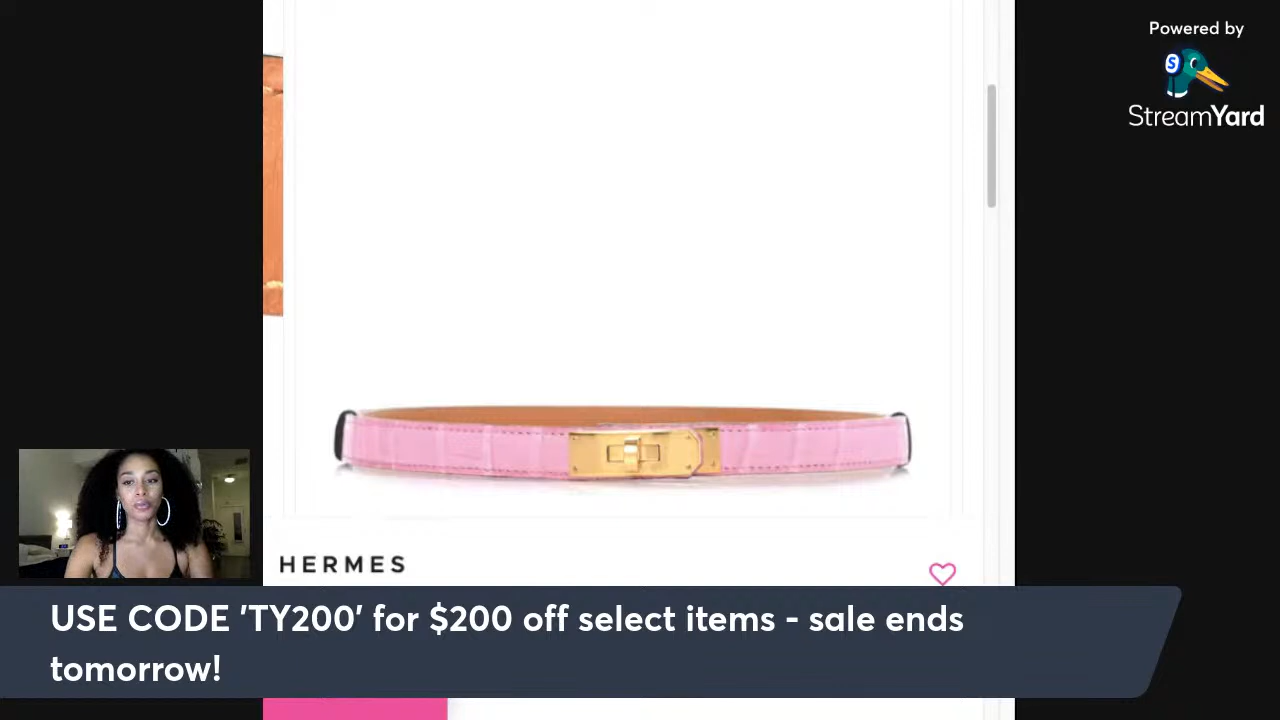 Powered by
S
StreamYard
HERMES
USE CODE 'TY200' for $200 off select items - sale ends
tomorrow!